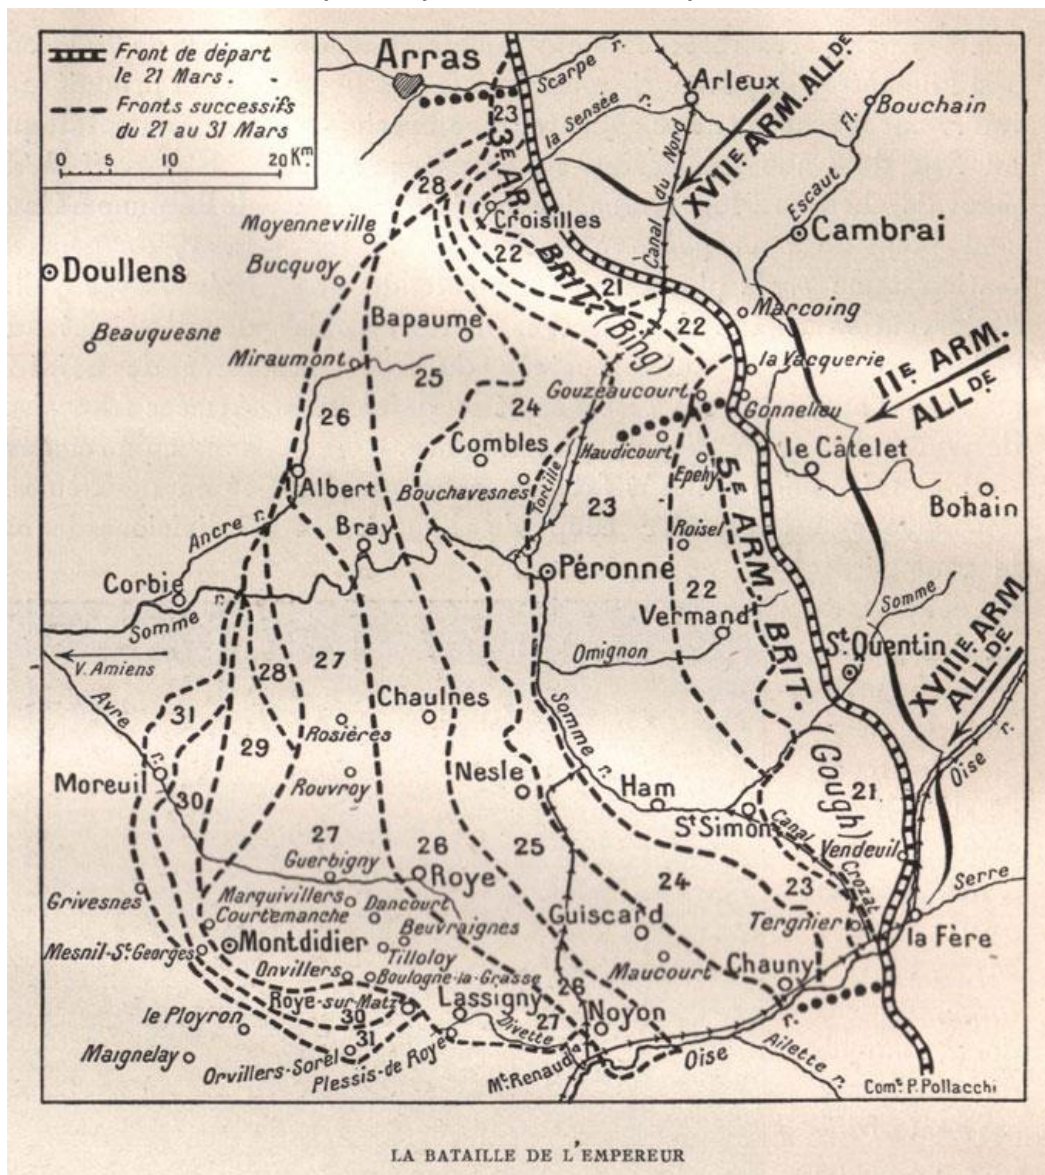 Front de départ
le 21 Mars.
Fronts successifs
du 21 au 31 Mars
0 5 10 20 Km
Arras
Scarpe r.
Arleux
Bouchain
la Sensée r.
XVIIE ARM. ALLDE
Canal du Nord
Escaut Fl.
23
3E AR
BRIT.
(Bing)
28
Croisilles
Moyenneville
Cambrai
22
Bucquoy
Doullens
21
Marcoing
Bapaume
22
Beauquesne
IIE ARM.
ALLDE
Miraumont
la Vacquerie
25
Gouzeaucourt
Gonnelieu
26
24
Haudicourt
Combles
le Câtelet
Epehy
Albert
Bouchavesnes
Tortille
Bohain
23
5E ARM. BRIT.
(Gough)
Ancre r.
Bray
Roisel
Péronne
Corbie
22
Somme r.
Somme
Vermand
St Quentin
V. Amiens
Omignon
XVIIIE ARM
ALLDE
27
28
Avre r.
Chaulnes
31
Rosières
Somme r.
29
Oise r.
Moreuil
Nesle
Rouvroy
Ham
21
30
St Simon
Canal Crozat
27
26
25
Vendeuil
Guerbigny
Roye
24
23
Serre
Grivesnes
Marquivillers
Dancourt
Courtemanche
Guiscard
Tergnier
Beuvraignes
la Fère
Mesnil-St Georges
Montdidier
Tilloloy
Onvillers
Boulogne-la-Grasse
Maucourt
Chauny
26
Roye-sur-Matz
Lassigny
30
27
Noyon
le Ployron
Divette
r.
31
Maignelay
Orvillers-Sorel
Plessis-de Roye
Mt Renaud
Oise
Ailette r.
Comt. P. Pollacchi
LA BATAILLE DE L'EMPEREUR